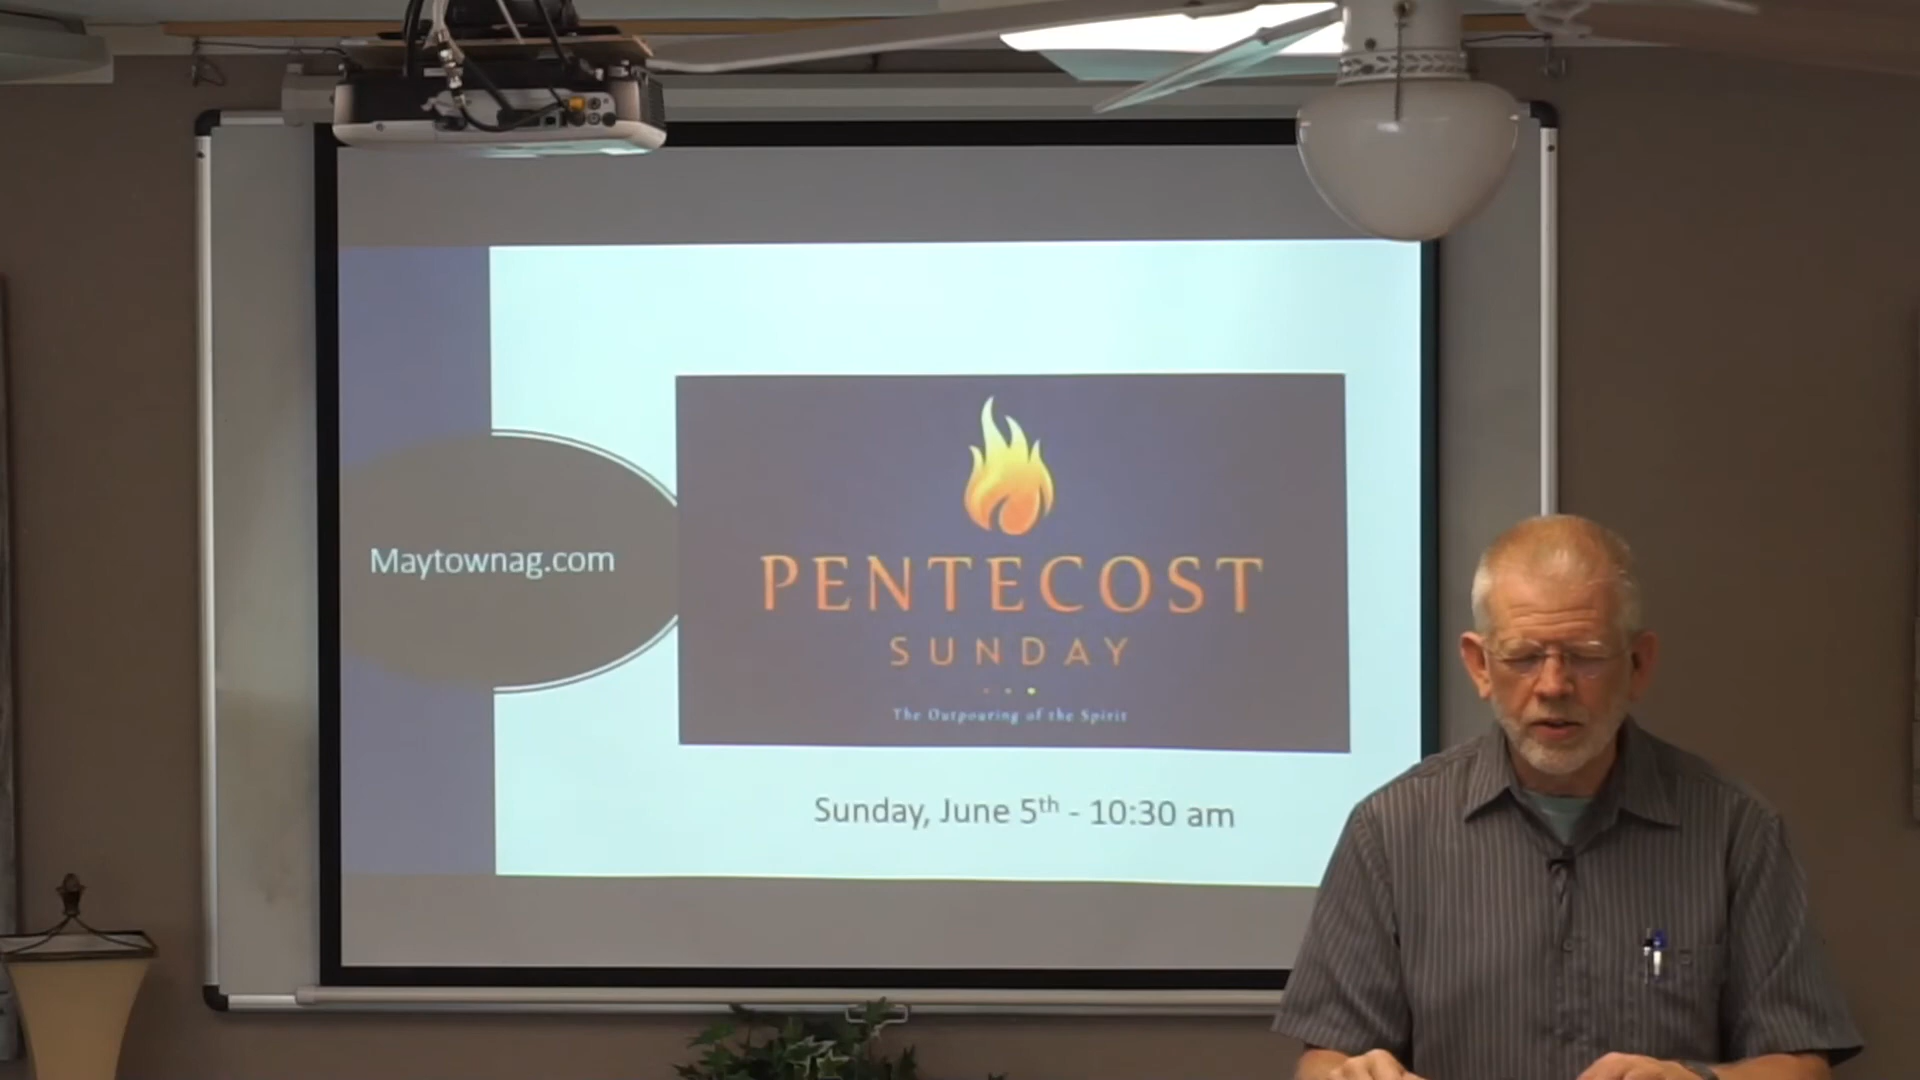 Maytownag.com
PENTECOST
SUNDAY
The Outpouring of the Spirit
Sunday, June 5th - 10:30 am